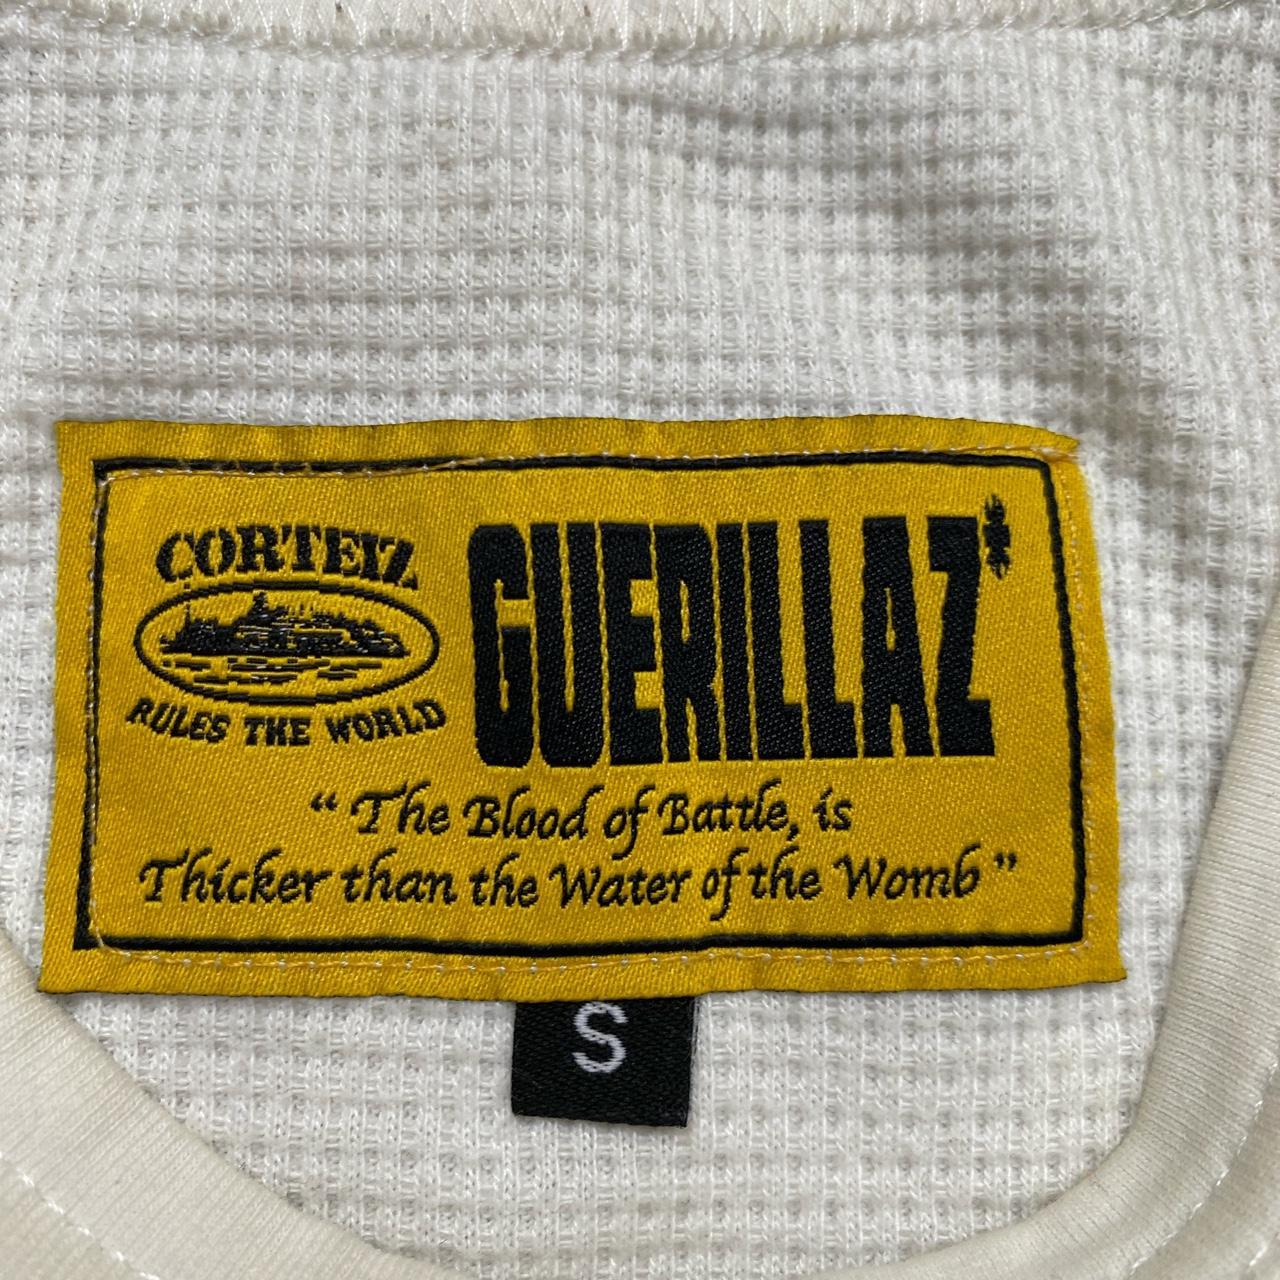 CORTEIZ
RULES THE WORLD
GUERILLAZ
“ The Blood of Battle, is
Thicker than the Water of the Womb ”
S